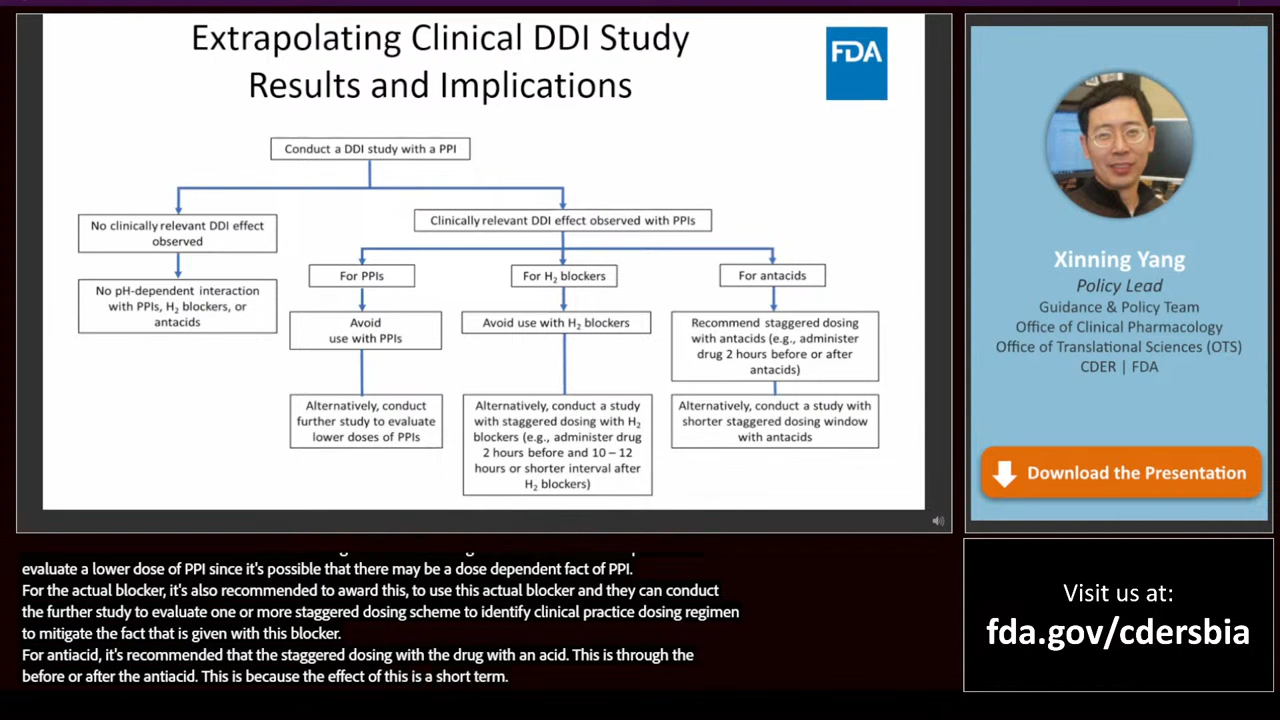 Extrapolating Clinical DDI Study
Results and Implications
FDA
Conduct a DDI study with a PPI
No clinically relevant DDI effect
observed
Clinically relevant DDI effect observed with PPIs
No pH-dependent interaction
with PPIs, H₂ blockers, or
antacids
For PPIs
For H₂ blockers
For antacids
Avoid
use with PPIs
Avoid use with H₂ blockers
Recommend staggered dosing
with antacids (e.g., administer
drug 2 hours before or after
antacids)
Alternatively, conduct
further study to evaluate
lower doses of PPIs
Alternatively, conduct a study
with staggered dosing with H₂
blockers (e.g., administer drug
2 hours before and 10 – 12
hours or shorter interval after
H₂ blockers)
Alternatively, conduct a study with
shorter staggered dosing window
with antacids
Xinning Yang
Policy Lead
Guidance & Policy Team
Office of Clinical Pharmacology
Office of Translational Sciences (OTS)
CDER | FDA
Download the Presentation
evaluate a lower dose of PPI since it's possible that there may be a dose dependent fact of PPI.
For the actual blocker, it's also recommended to award this, to use this actual blocker and they can conduct
the further study to evaluate one or more staggered dosing scheme to identify clinical practice dosing regimen
to mitigate the fact that is given with this blocker.
For antiacid, it's recommended that the staggered dosing with the drug with an acid. This is through the
before or after the antiacid. This is because the effect of this is a short term.
Visit us at:
fda.gov/cdersbia